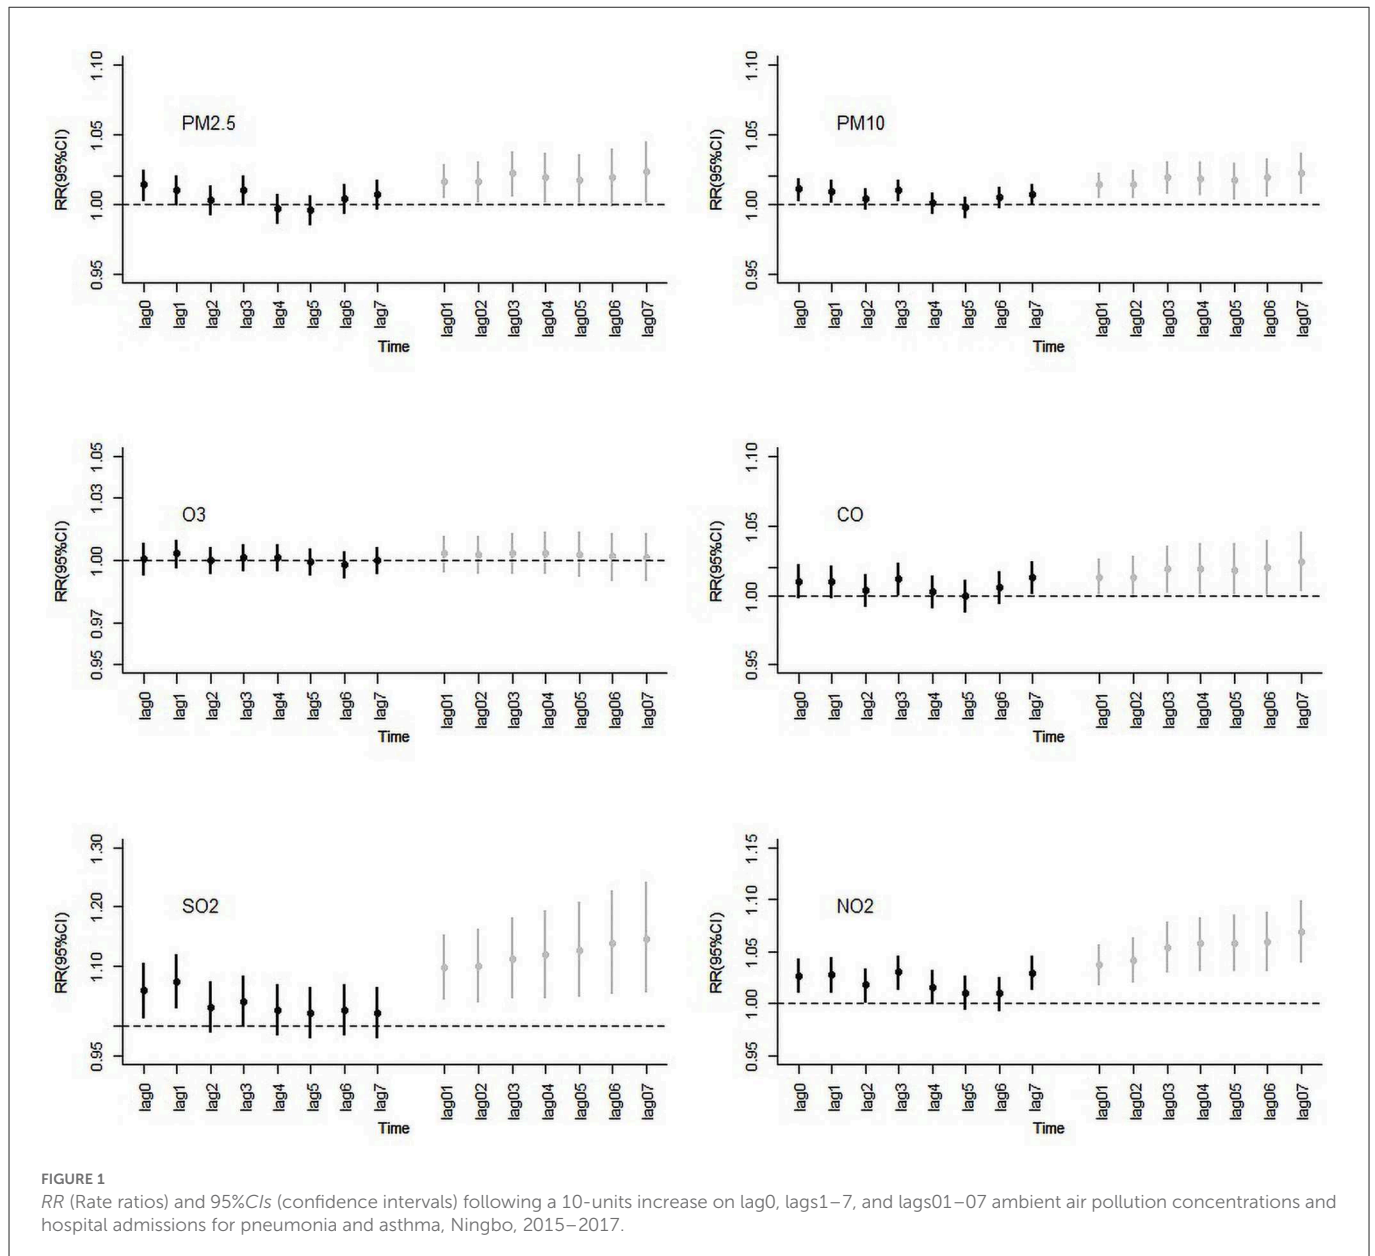 PM2.5
RR(95%CI)
1.10
1.05
1.00
0.95
lag0 lag1 lag2 lag3 lag4 lag5 lag6 lag7 lag01 lag02 lag03 lag04 lag05 lag06 lag07
Time
PM10
RR(95%CI)
1.10
1.05
1.00
0.95
lag0 lag1 lag2 lag3 lag4 lag5 lag6 lag7 lag01 lag02 lag03 lag04 lag05 lag06 lag07
Time
O3
RR(95%CI)
1.05
1.03
1.00
0.97
0.95
lag0 lag1 lag2 lag3 lag4 lag5 lag6 lag7 lag01 lag02 lag03 lag04 lag05 lag06 lag07
Time
CO
RR(95%CI)
1.10
1.05
1.00
0.95
lag0 lag1 lag2 lag3 lag4 lag5 lag6 lag7 lag01 lag02 lag03 lag04 lag05 lag06 lag07
Time
SO2
RR(95%CI)
1.30
1.20
1.10
0.95
lag0 lag1 lag2 lag3 lag4 lag5 lag6 lag7 lag01 lag02 lag03 lag04 lag05 lag06 lag07
Time
NO2
RR(95%CI)
1.15
1.10
1.05
1.00
0.95
lag0 lag1 lag2 lag3 lag4 lag5 lag6 lag7 lag01 lag02 lag03 lag04 lag05 lag06 lag07
Time
FIGURE 1
RR (Rate ratios) and 95%CIs (confidence intervals) following a 10-units increase on lag0, lags1–7, and lags01–07 ambient air pollution concentrations and
hospital admissions for pneumonia and asthma, Ningbo, 2015–2017.